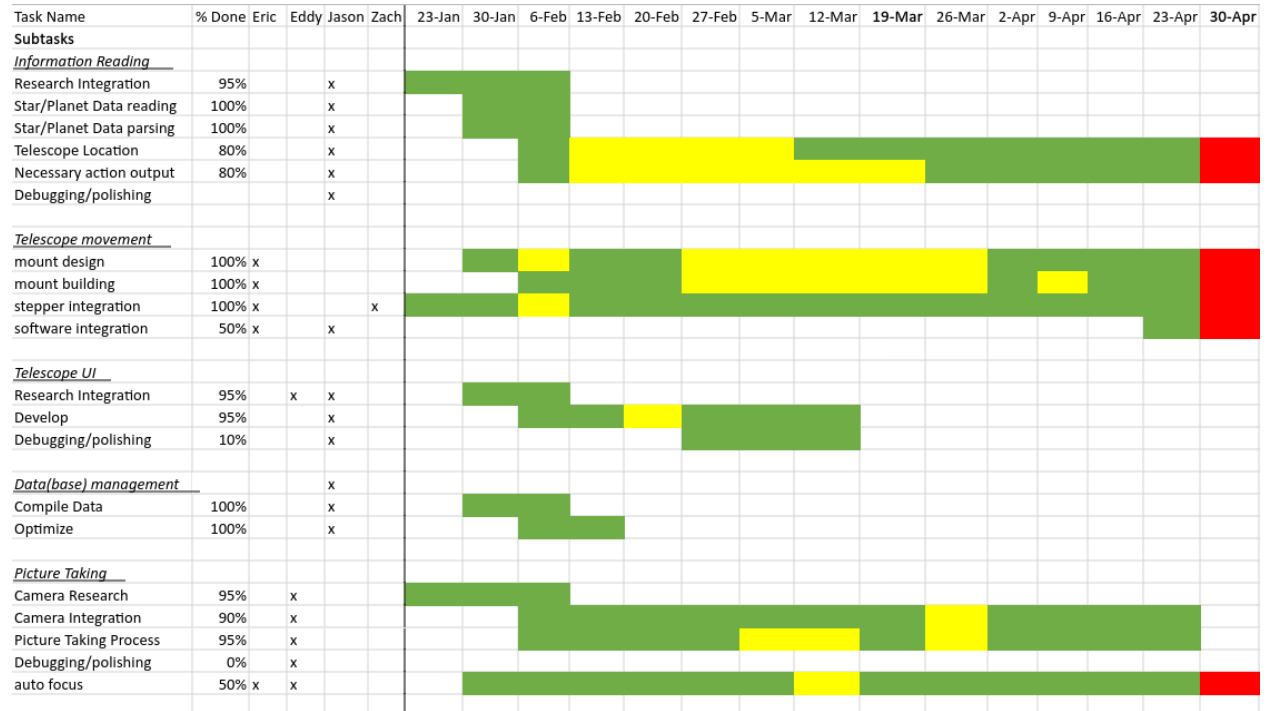 Task Name % Done Eric Eddy Jason Zach 23-Jan 30-Jan 6-Feb 13-Feb 20-Feb 27-Feb 5-Mar 12-Mar 19-Mar 26-Mar 2-Apr 9-Apr 16-Apr 23-Apr 30-Apr
Subtasks
Information Reading
Research Integration 95% x
Star/Planet Data reading 100% x
Star/Planet Data parsing 100% x
Telescope Location 80% x
Necessary action output 80% x
Debugging/polishing x
Telescope movement
mount design 100% x
mount building 100% x
stepper integration 100% x x
software integration 50% x x
Telescope UI
Research Integration 95% x x
Develop 95% x
Debugging/polishing 10% x
Data(base) management x
Compile Data 100% x
Optimize 100% x
Picture Taking
Camera Research 95% x
Camera Integration 90% x
Picture Taking Process 95% x
Debugging/polishing 0% x
auto focus 50% x x